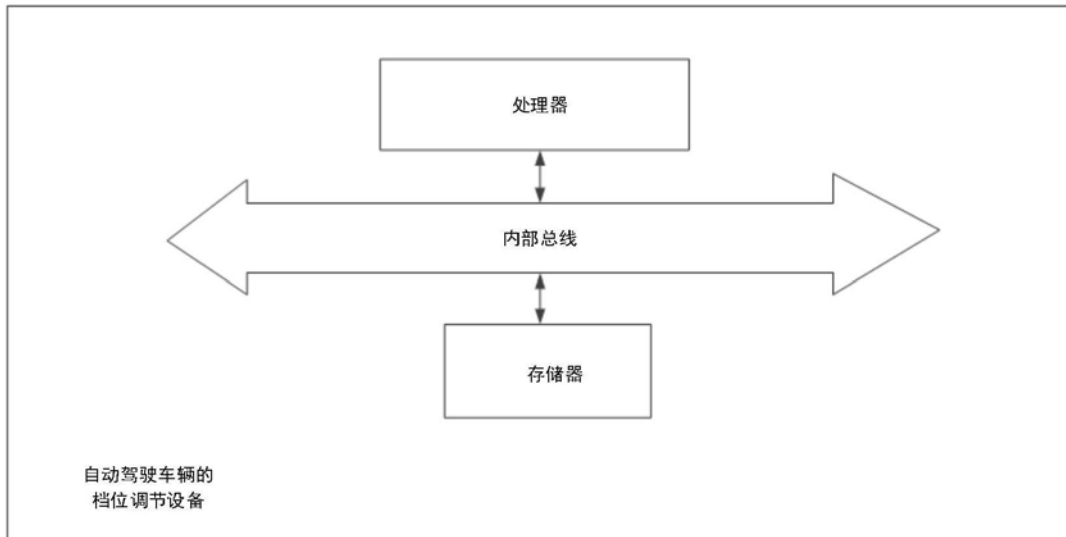 处理器
内部总线
存储器
自动驾驶车辆的
档位调节设备